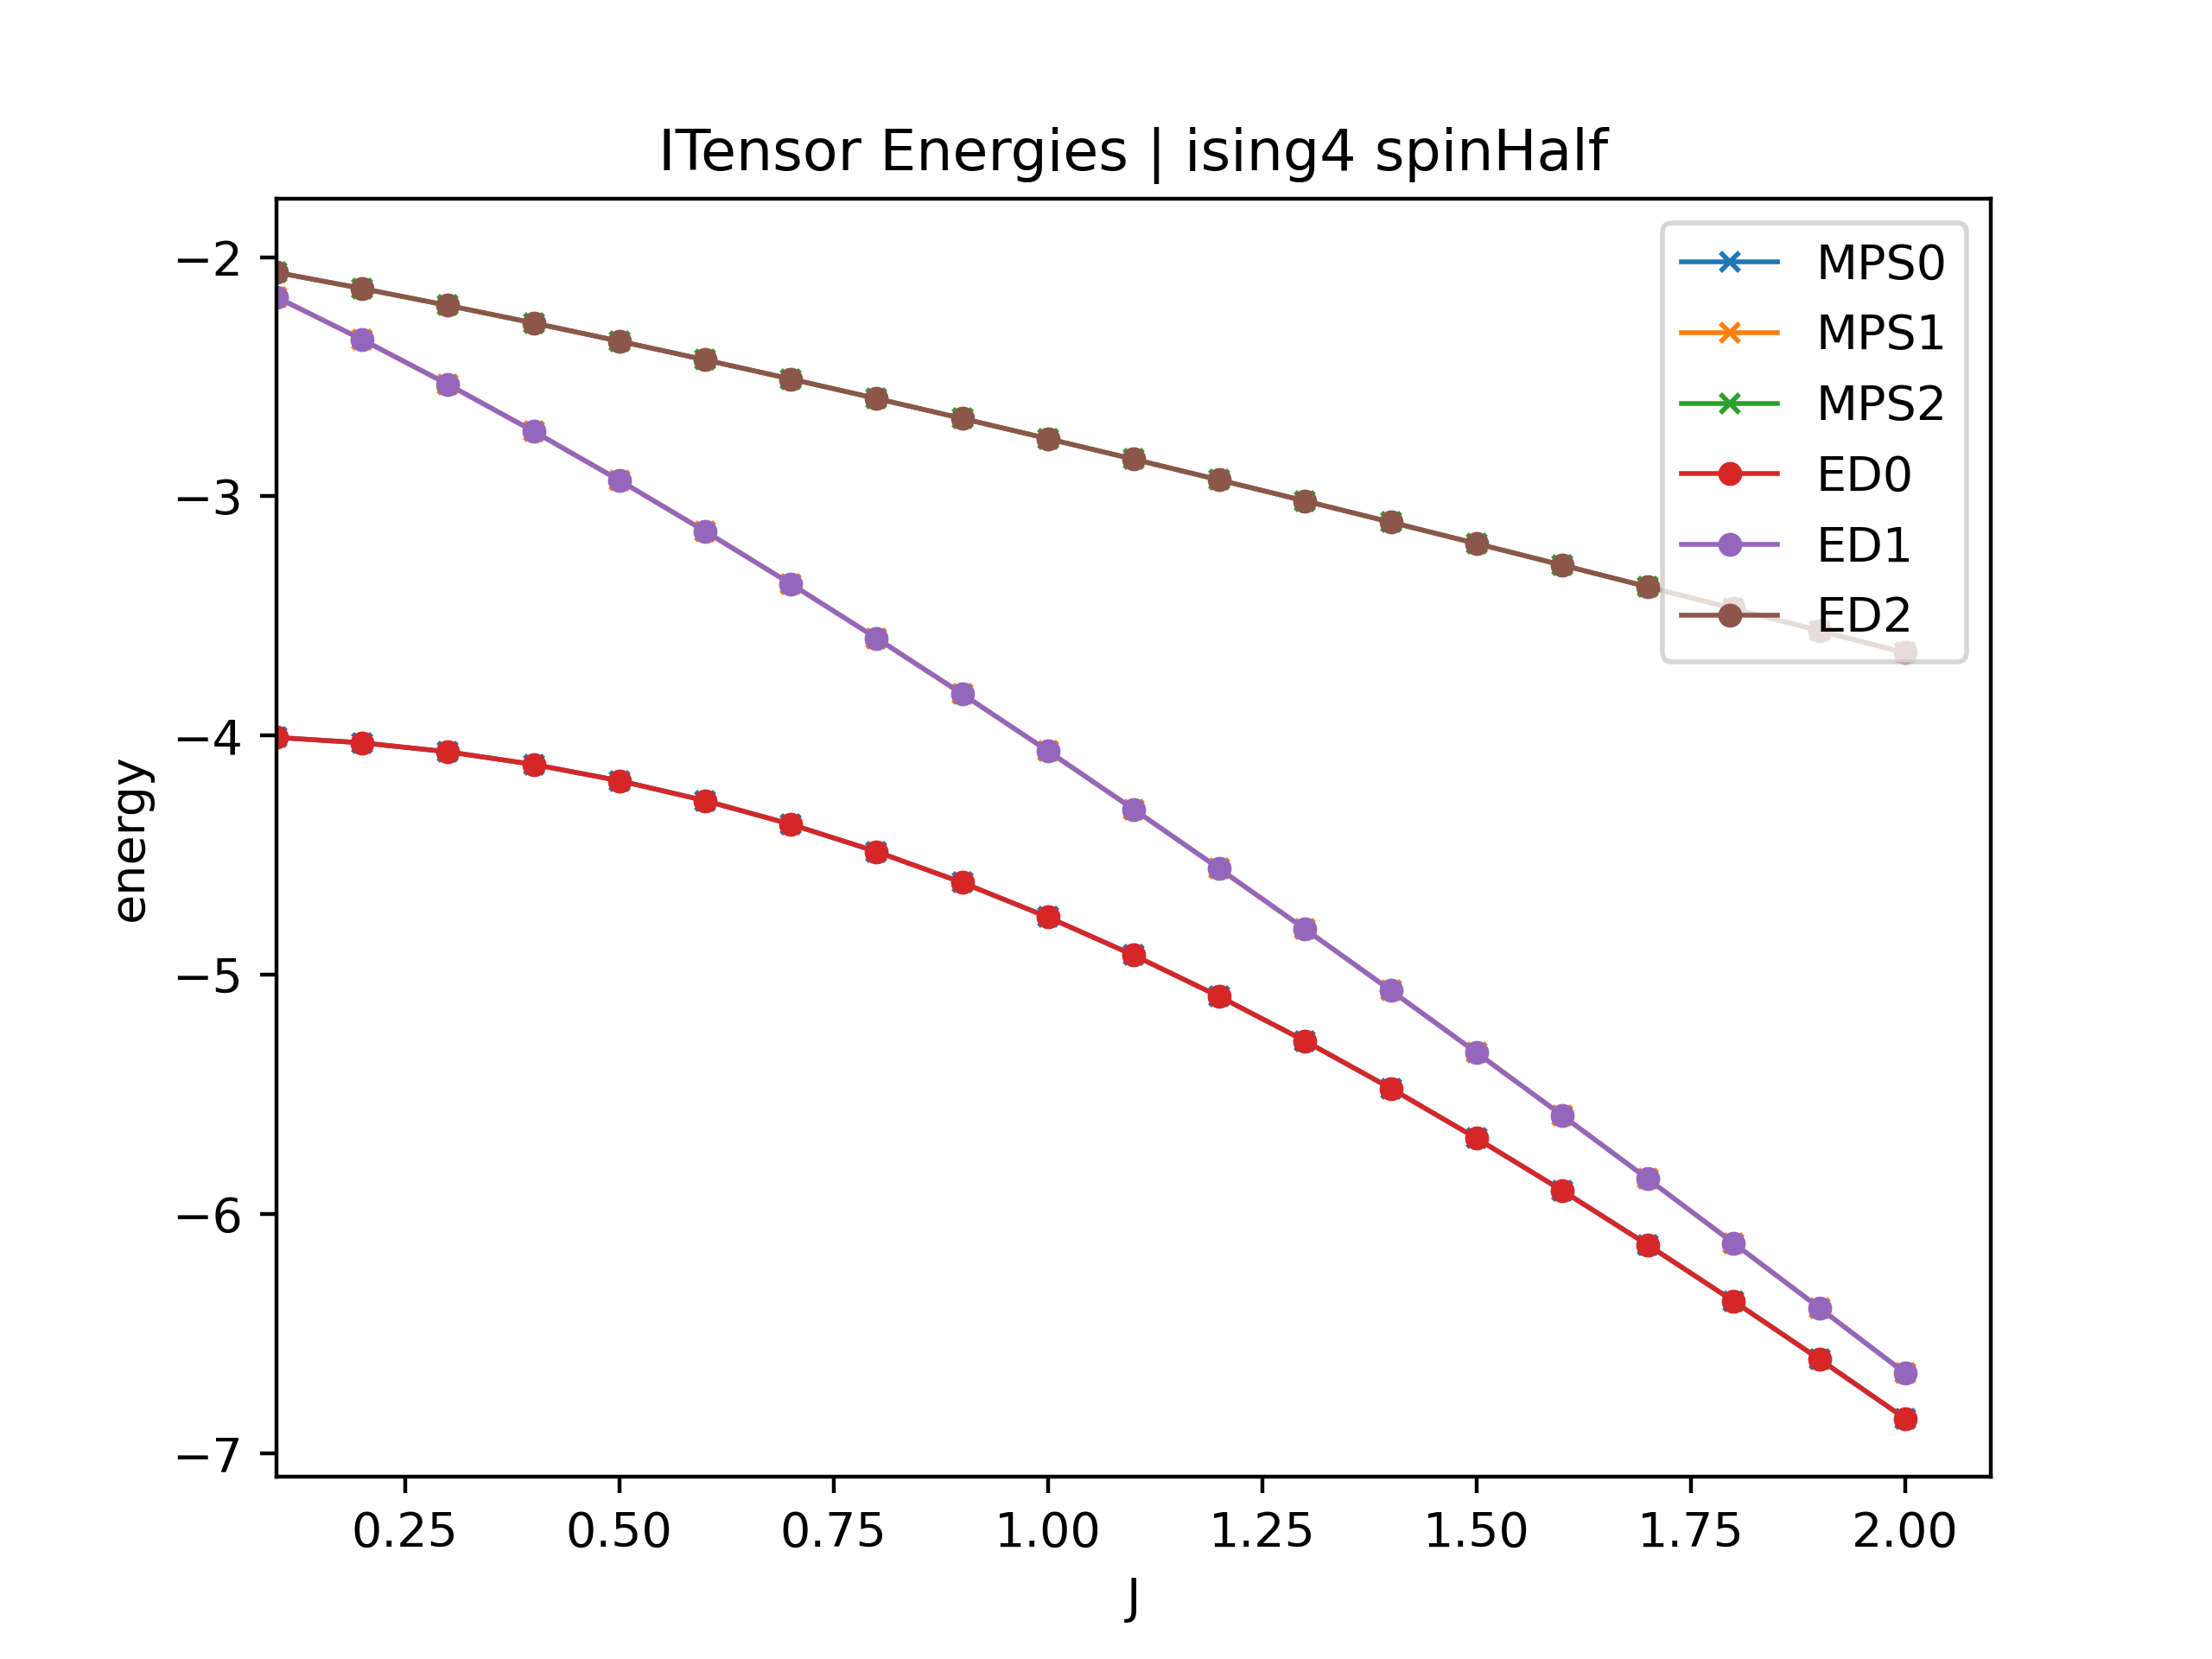 ITensor Energies | ising4 spinHalf
MPS0
MPS1
MPS2
ED0
ED1
ED2
energy
−2
−3
−4
−5
−6
−7
0.25 0.50 0.75 1.00 1.25 1.50 1.75 2.00
J